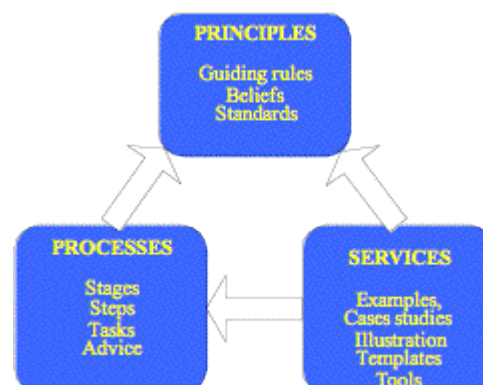 PRINCIPLES
Guiding rules
Beliefs
Standards
PROCESSES
Stages
Steps
Tasks
Advice
SERVICES
Examples,
Cases studies
Illustration
Templates
Tools